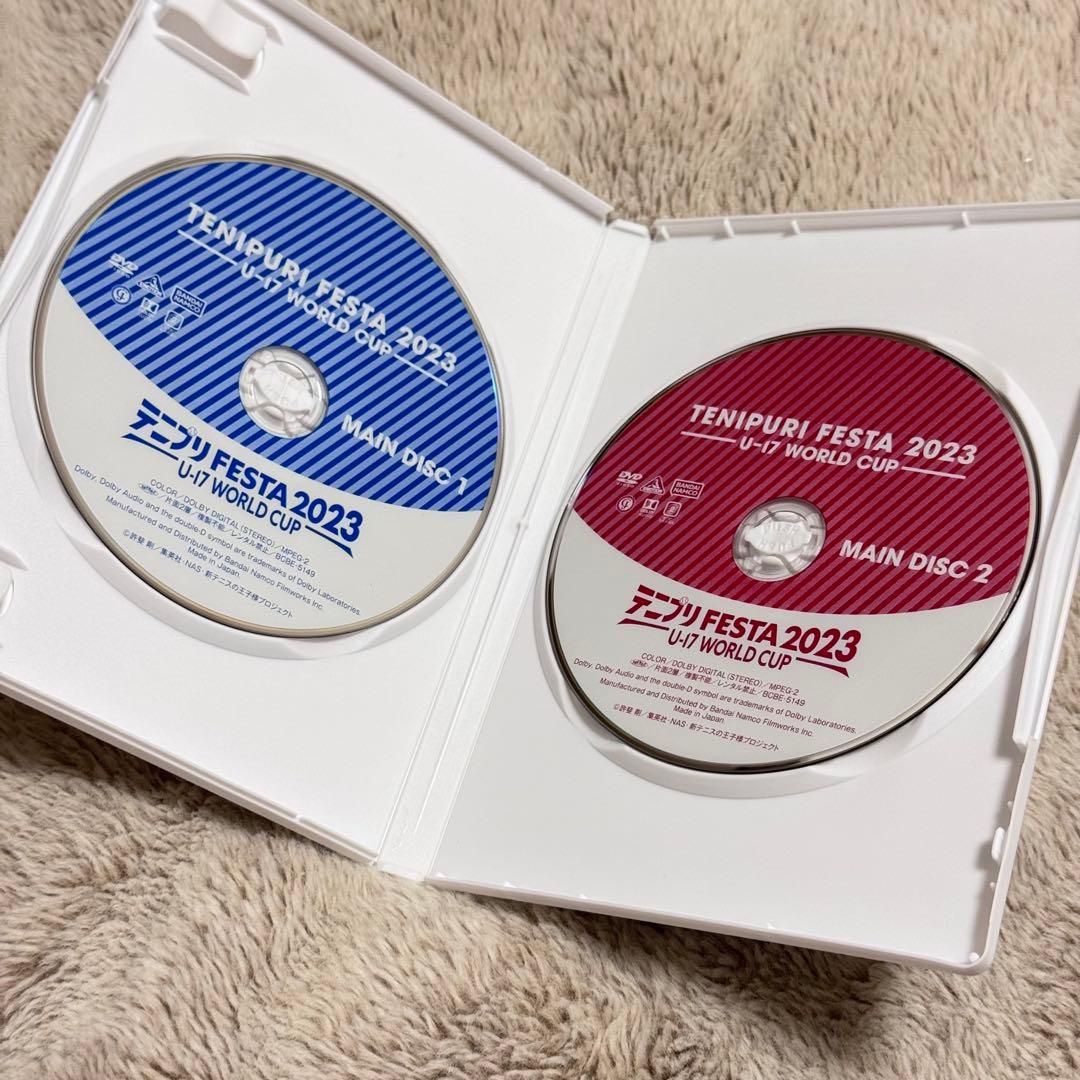 TENIPURI FESTA 2023
U-17 WORLD CUP
DVD
VIDEO
BANDAI
NAMCO
MAIN DISC 1
テニプリ FESTA 2023
U-17 WORLD CUP
COLOR／DOLBY DIGITAL (STEREO)／MPEG-2
／片面2層／複製不能／レンタル禁止／BCBE-5149
Dolby, Dolby Audio and the double-D symbol are trademarks of Dolby Laboratories.
Manufactured and Distributed by Bandai Namco Filmworks Inc.
Made in Japan.
©許斐 剛／集英社・NAS・新テニスの王子様プロジェクト
TENIPURI FESTA 2023
U-17 WORLD CUP
DVD
VIDEO
BANDAI
NAMCO
MAIN DISC 2
テニプリ FESTA 2023
U-17 WORLD CUP
COLOR／DOLBY DIGITAL (STEREO)／MPEG-2
／片面2層／複製不能／レンタル禁止／BCBE-5149
Dolby, Dolby Audio and the double-D symbol are trademarks of Dolby Laboratories.
Manufactured and Distributed by Bandai Namco Filmworks Inc.
Made in Japan.
©許斐 剛／集英社・NAS・新テニスの王子様プロジェクト